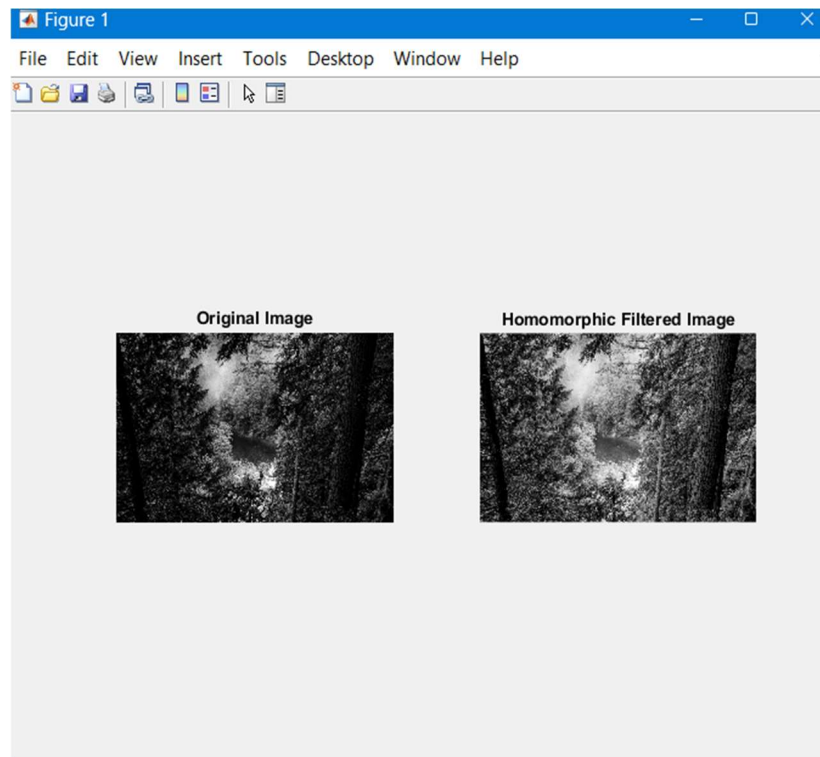 Figure 1
File Edit View Insert Tools Desktop Window Help
Original Image
Homomorphic Filtered Image